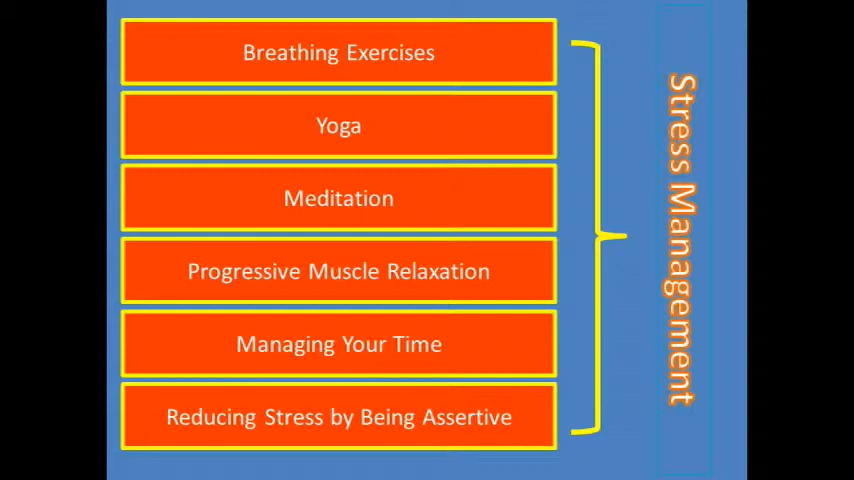 Breathing Exercises
Yoga
Meditation
Progressive Muscle Relaxation
Managing Your Time
Reducing Stress by Being Assertive
Stress Management